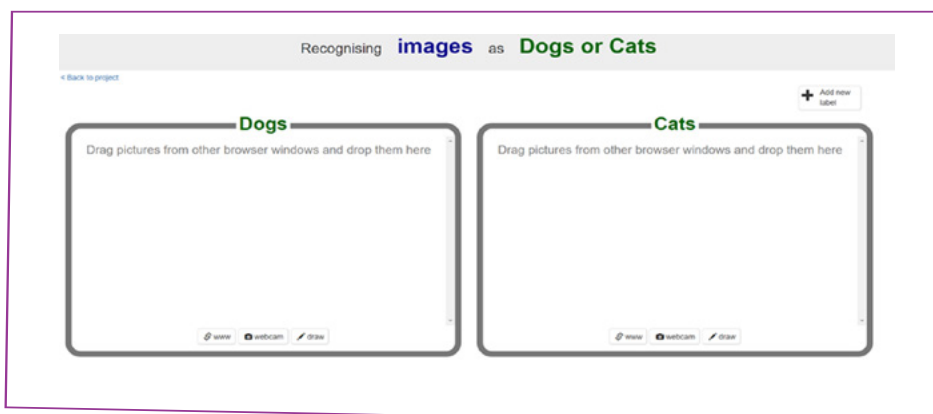 Recognising images as Dogs or Cats
< Back to project
Add new
label
Dogs
Drag pictures from other browser windows and drop them here
www webcam draw
Cats
Drag pictures from other browser windows and drop them here
www webcam draw